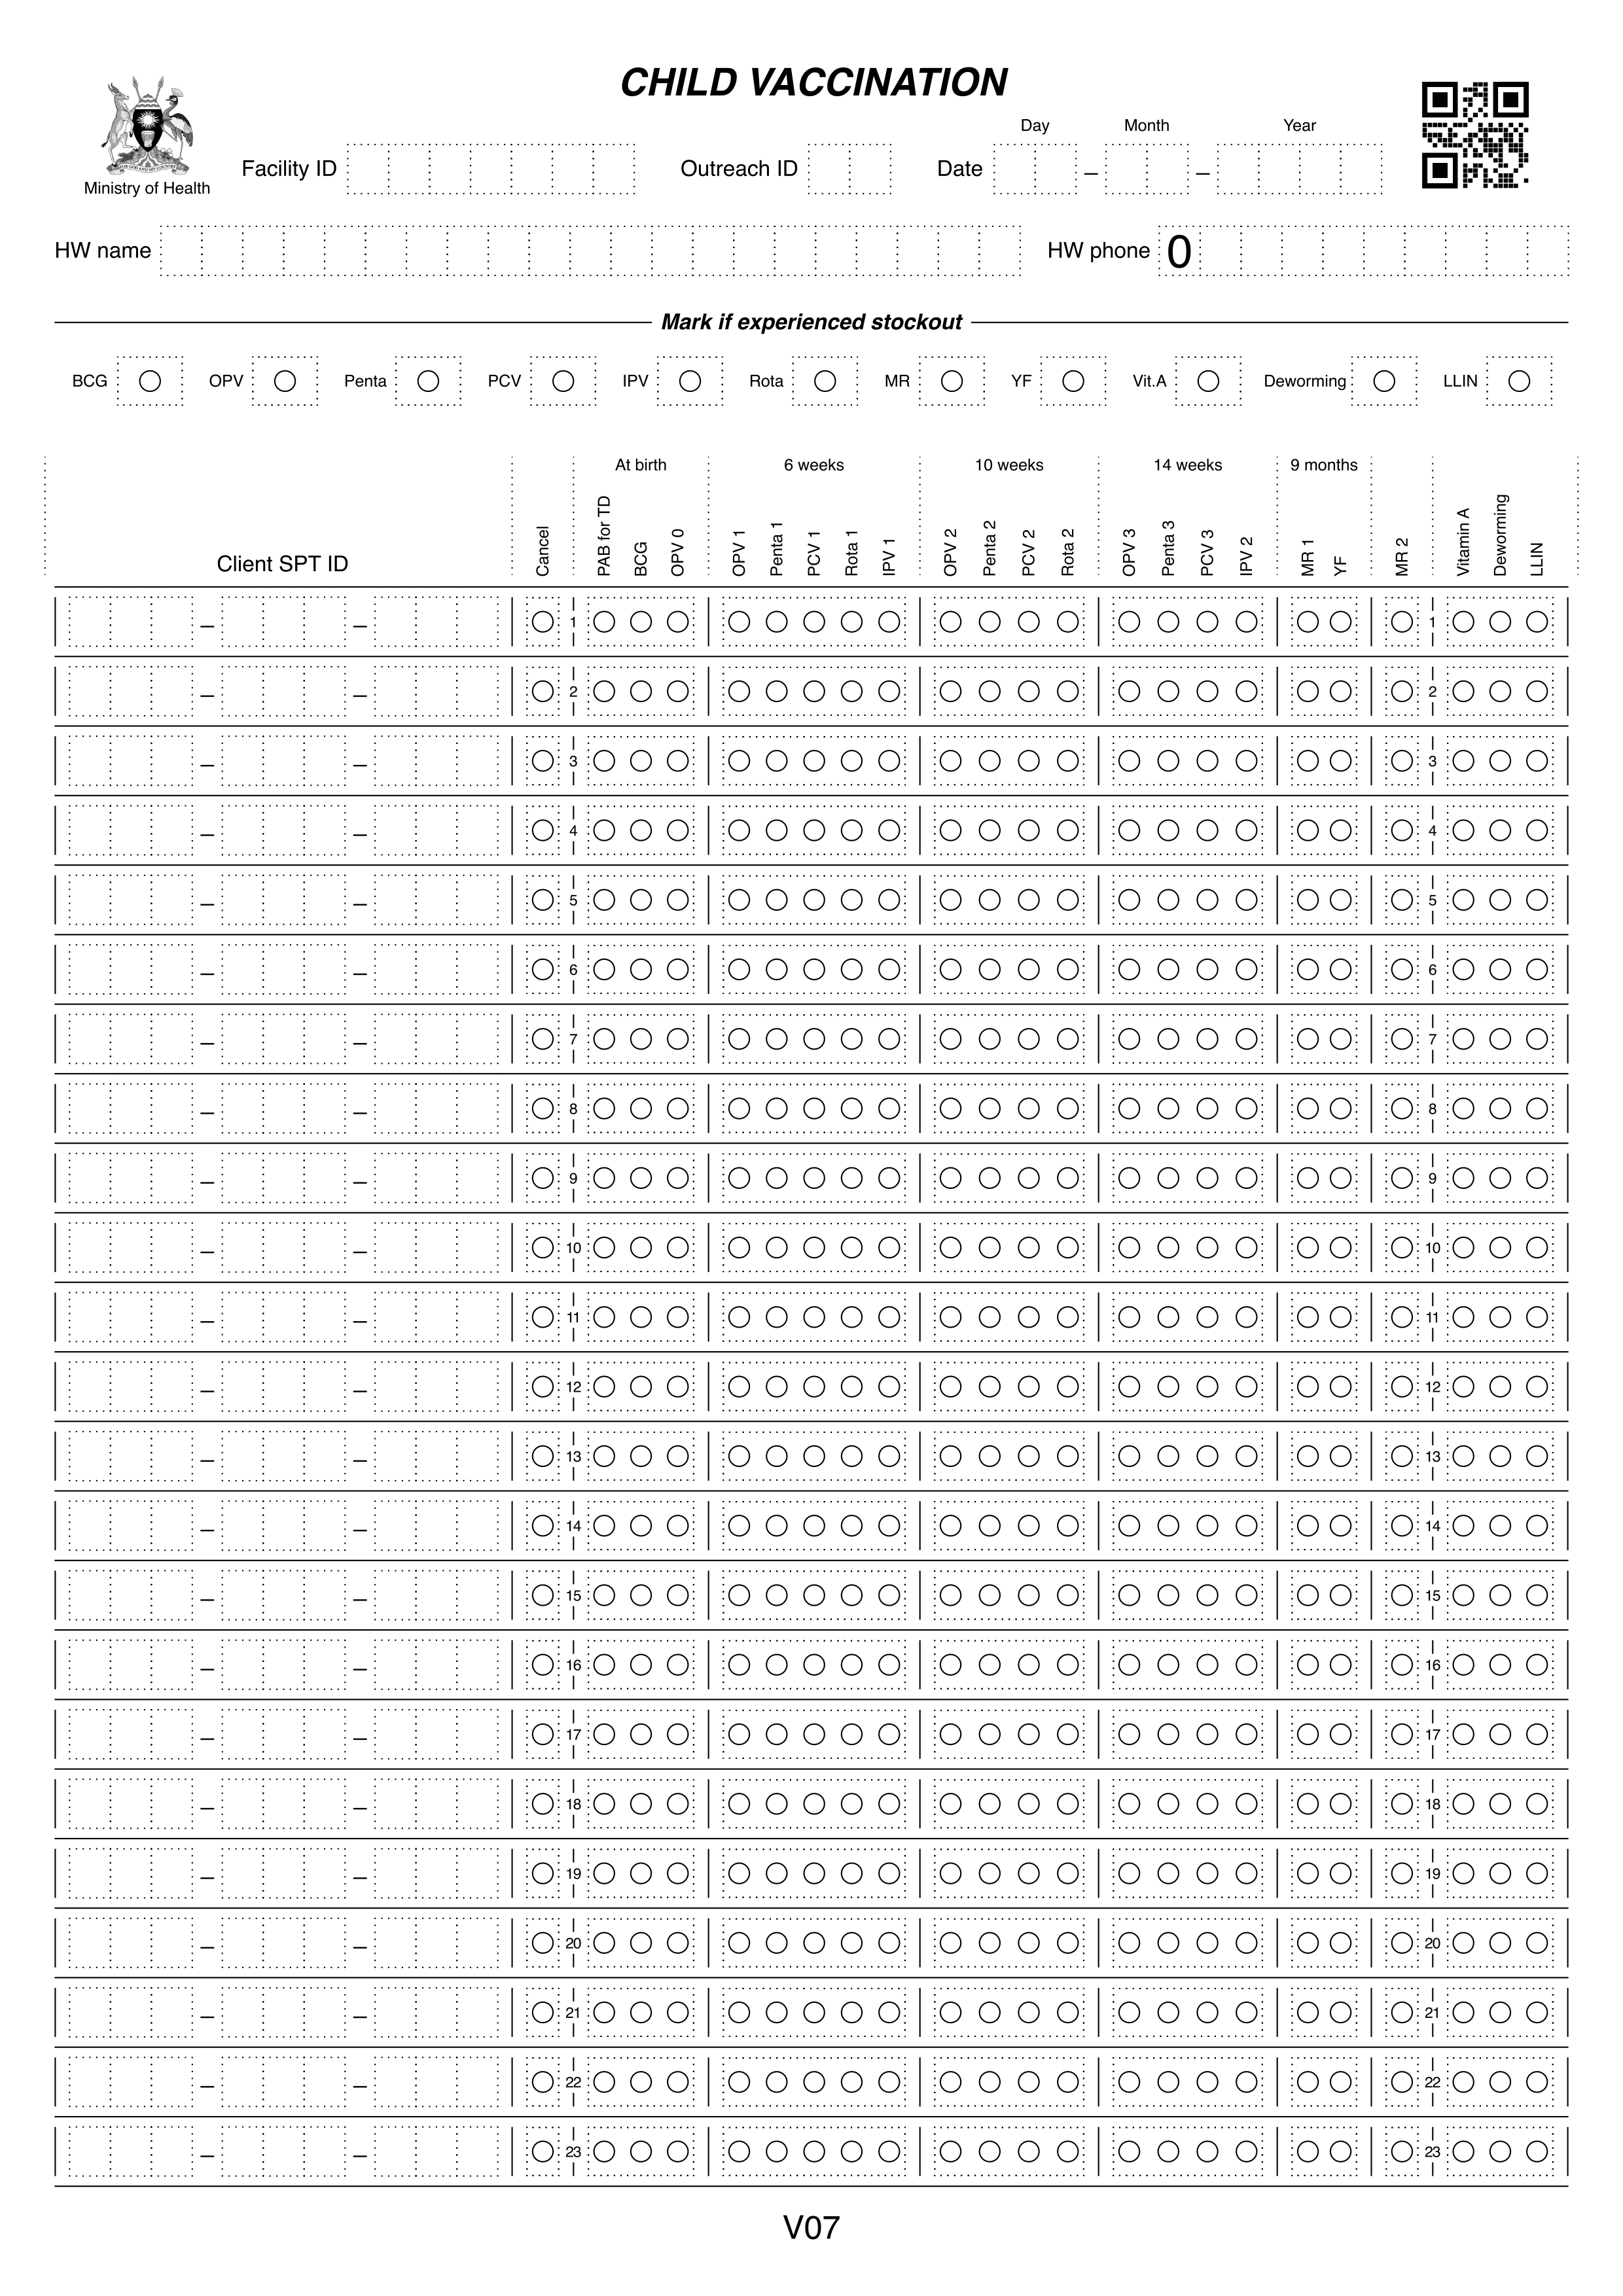 CHILD VACCINATION
Day Month Year
Facility ID Outreach ID Date – –
Ministry of Health
HW name HW phone 0
Mark if experienced stockout
BCG OPV Penta PCV IPV Rota MR YF Vit.A Deworming LLIN
At birth 6 weeks 10 weeks 14 weeks 9 months
Client SPT ID Cancel PAB for TD BCG OPV 0 OPV 1 Penta 1 PCV 1 Rota 1 IPV 1 OPV 2 Penta 2 PCV 2 Rota 2 OPV 3 Penta 3 PCV 3 IPV 2 MR 1 YF MR 2 Vitamin A Deworming LLIN
– – 1 1
– – 2 2
– – 3 3
– – 4 4
– – 5 5
– – 6 6
– – 7 7
– – 8 8
– – 9 9
– – 10 10
– – 11 11
– – 12 12
– – 13 13
– – 14 14
– – 15 15
– – 16 16
– – 17 17
– – 18 18
– – 19 19
– – 20 20
– – 21 21
– – 22 22
– – 23 23
V07